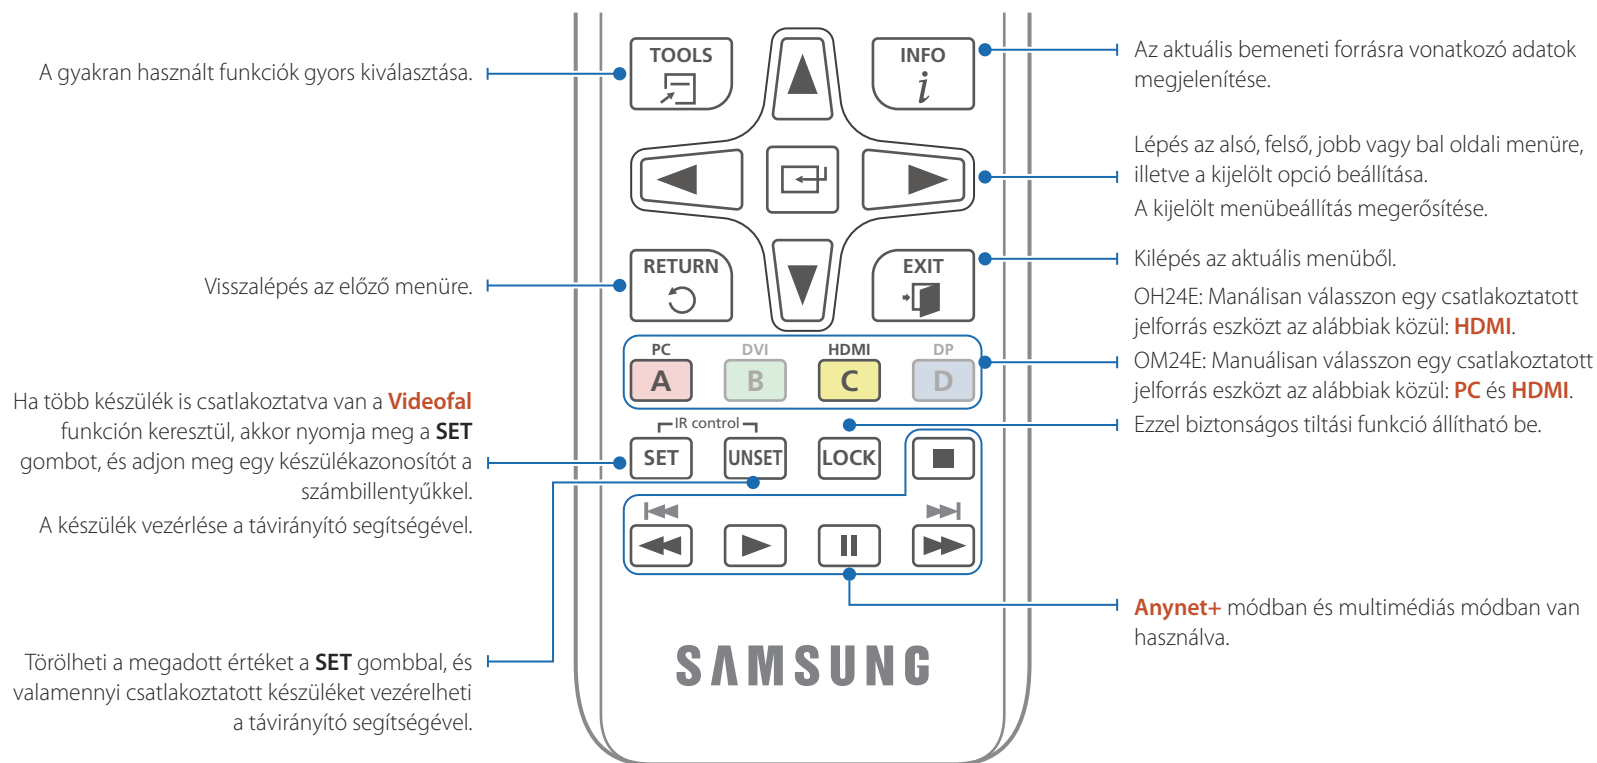 A gyakran használt funkciók gyors kiválasztása.
TOOLS
INFO
i
Az aktuális bemeneti forrásra vonatkozó adatok
megjelenítése.
Lépés az alsó, felső, jobb vagy bal oldali menüre,
illetve a kijelölt opció beállítása.
A kijelölt menübeállítás megerősítése.
Visszalépés az előző menüre.
RETURN
EXIT
Kilépés az aktuális menüből.
OH24E: Manálisan válasszon egy csatlakoztatott
jelforrás eszközt az alábbiak közül: HDMI.
PC DVI HDMI DP
A B C D
OM24E: Manuálisan válasszon egy csatlakoztatott
jelforrás eszközt az alábbiak közül: PC és HDMI.
Ha több készülék is csatlakoztatva van a Videofal
funkción keresztül, akkor nyomja meg a SET
gombot, és adjon meg egy készülékazonosítót a
számbillentyűkkel.
A készülék vezérlése a távirányító segítségével.
IR control
SET UNSET LOCK
Ezzel biztonságos tiltási funkció állítható be.
Anynet+ módban és multimédiás módban van
használva.
Törölheti a megadott értéket a SET gombbal, és
valamennyi csatlakoztatott készüléket vezérelheti
a távirányító segítségével.
SAMSUNG